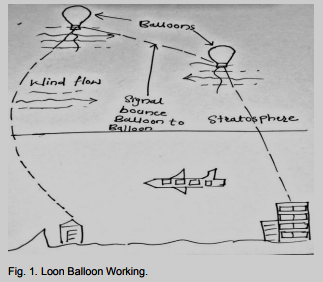 Balloons
Wind flow
Signal
bounce
Balloon to
Balloon
Stratosphere
Fig. 1. Loon Balloon Working.